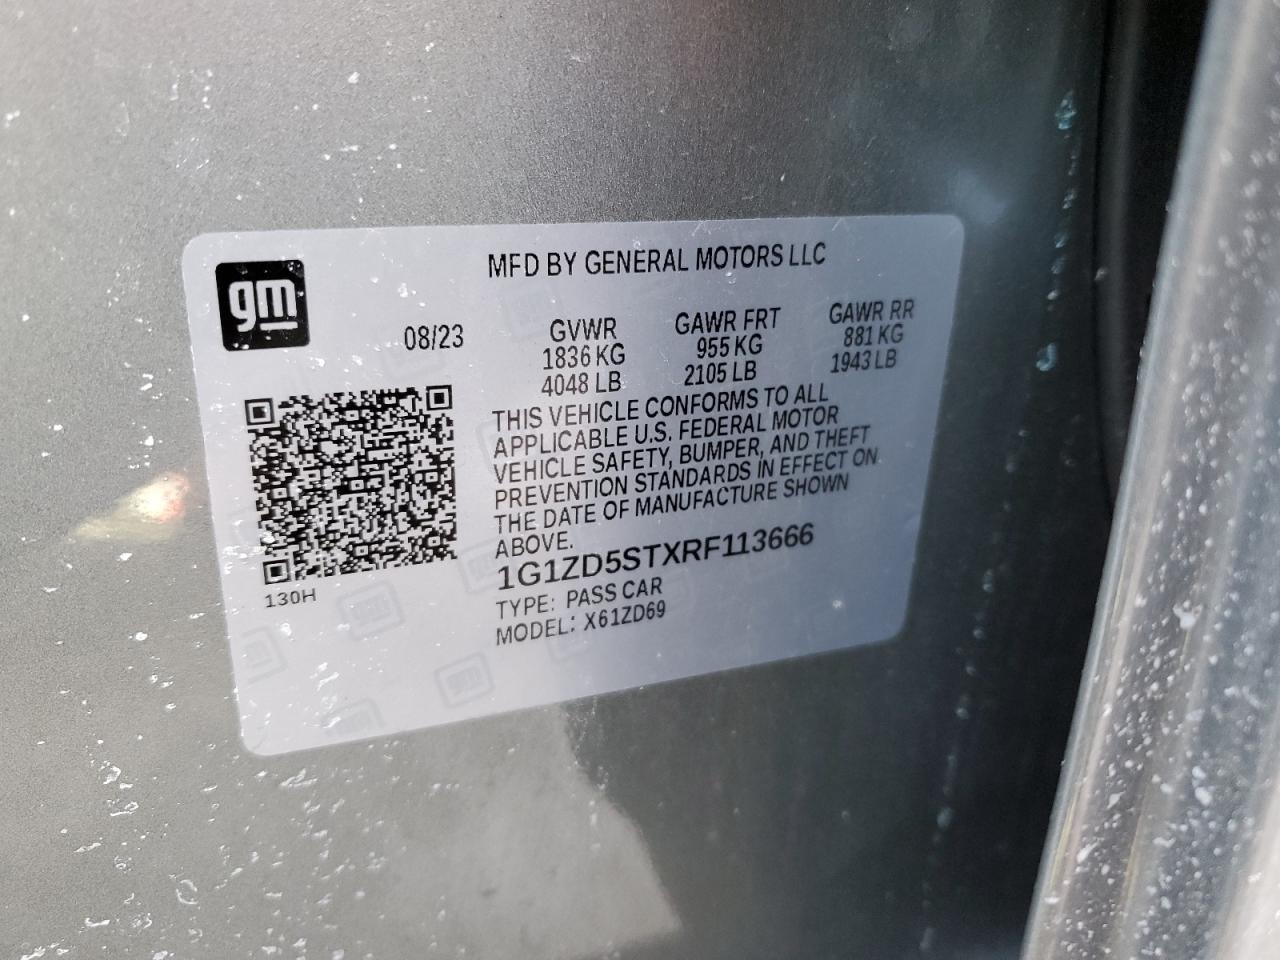 gm
MFD BY GENERAL MOTORS LLC
08/23
GVWR
1836 KG
4048 LB
GAWR FRT
955 KG
2105 LB
GAWR RR
881 KG
1943 LB
THIS VEHICLE CONFORMS TO ALL
APPLICABLE U.S. FEDERAL MOTOR
VEHICLE SAFETY, BUMPER, AND THEFT
PREVENTION STANDARDS IN EFFECT ON
THE DATE OF MANUFACTURE SHOWN
ABOVE.
1G1ZD5STXRF113666
TYPE: PASS CAR
MODEL: X61ZD69
130H